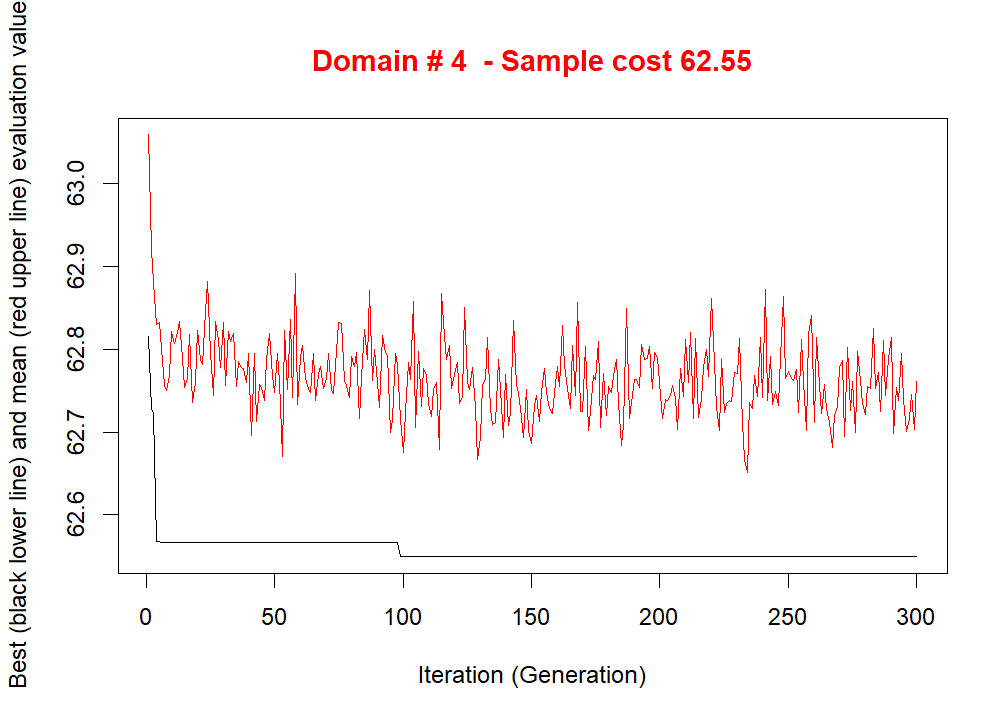 Domain # 4  - Sample cost 62.55
Best (black lower line) and mean (red upper line) evaluation value
63.0
62.9
62.8
62.7
62.6
0 50 100 150 200 250 300
Iteration (Generation)